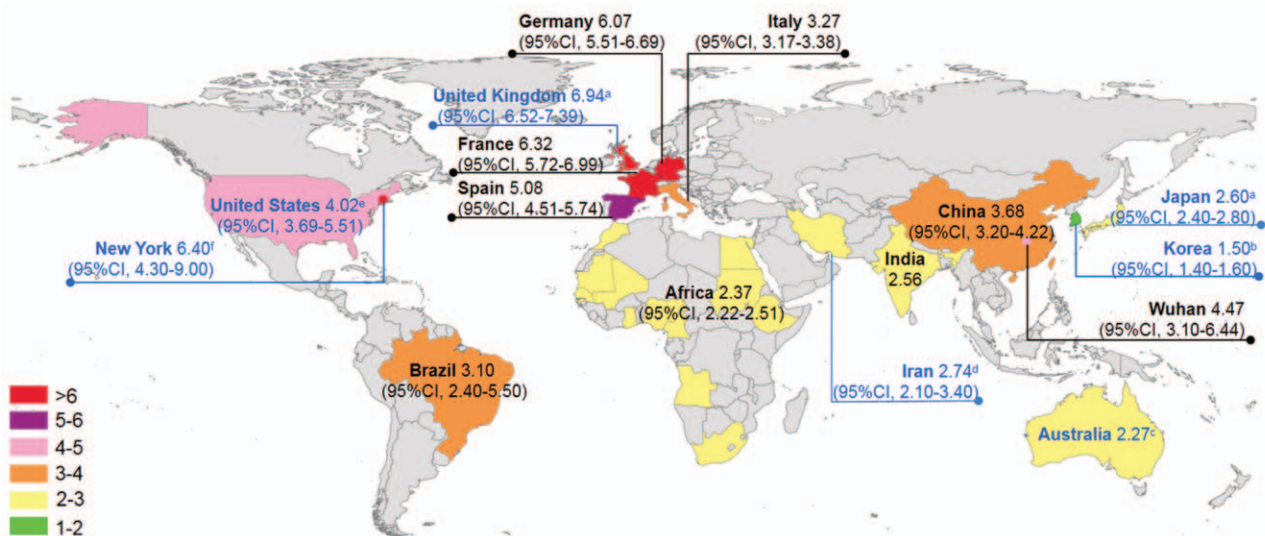 Germany 6.07
(95%CI, 5.51-6.69)
Italy 3.27
(95%CI, 3.17-3.38)
United Kingdom 6.94ᵃ
(95%CI, 6.52-7.39)
France 6.32
(95%CI, 5.72-6.99)
Spain 5.08
(95%CI, 4.51-5.74)
United States 4.02ᵉ
(95%CI, 3.69-5.51)
New York 6.40ᶠ
(95%CI, 4.30-9.00)
China 3.68
(95%CI, 3.20-4.22)
Japan 2.60ᵃ
(95%CI, 2.40-2.80)
Korea 1.50ᵇ
(95%CI, 1.40-1.60)
India
2.56
Africa 2.37
(95%CI, 2.22-2.51)
Wuhan 4.47
(95%CI, 3.10-6.44)
Brazil 3.10
(95%CI, 2.40-5.50)
Iran 2.74ᵈ
(95%CI, 2.10-3.40)
Australia 2.27ᶜ
>6
5-6
4-5
3-4
2-3
1-2